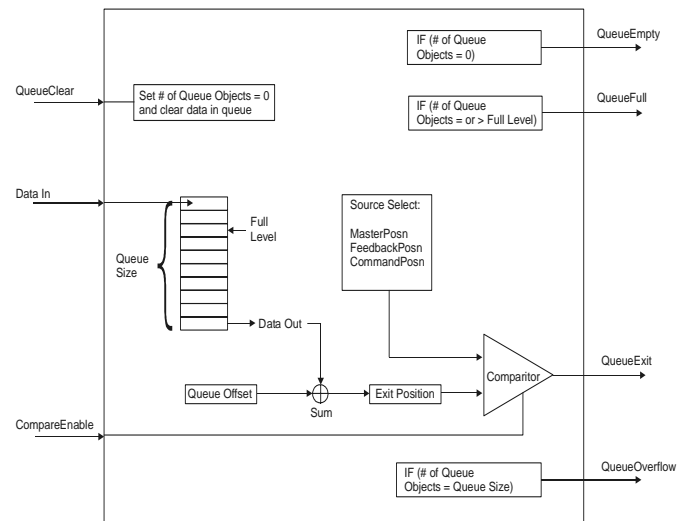 QueueEmpty
IF (# of Queue
Objects = 0)
QueueClear
Set # of Queue Objects = 0
and clear data in queue
QueueFull
IF (# of Queue
Objects = or > Full Level)
Data In
Source Select:
MasterPosn
FeedbackPosn
CommandPosn
Full
Level
Queue
Size
Data Out
QueueExit
Comparitor
Queue Offset
Exit Position
Sum
CompareEnable
QueueOverflow
IF (# of Queue
Objects = Queue Size)